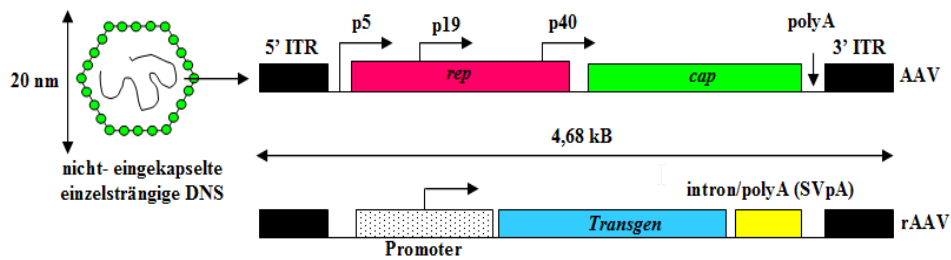 p5
p19
p40
polyA
5’ ITR
3’ ITR
20 nm
rep
cap
AAV
4,68 kB
nicht- eingekapselte
einzelsträngige DNS
intron/polyA (SVpA)
Transgen
rAAV
Promoter